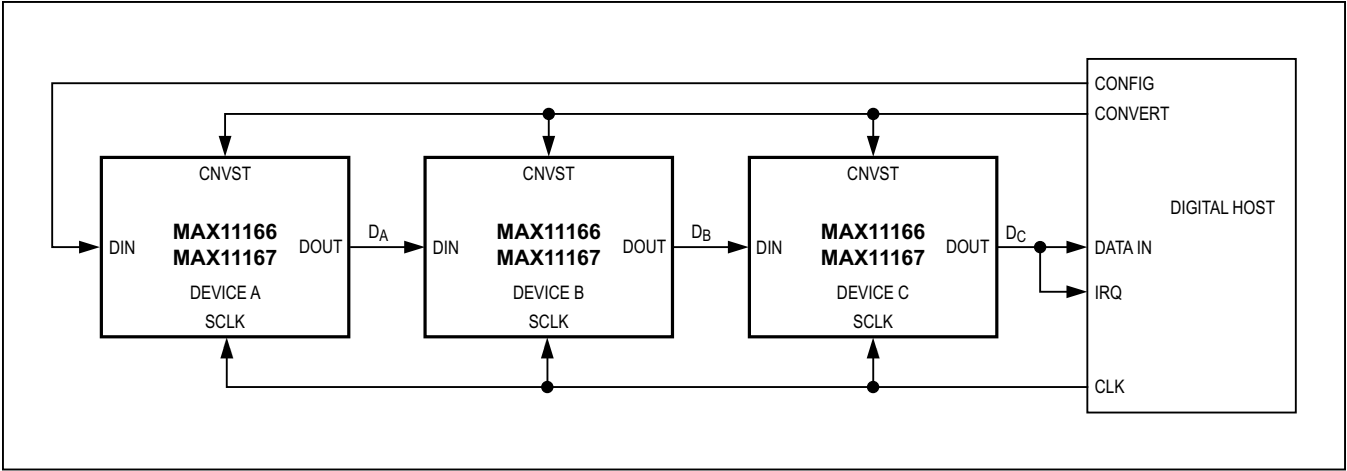 CONFIG
CONVERT
CNVST
CNVST
CNVST
DIGITAL HOST
DIN
MAX11166
MAX11167
DOUT
DA
DIN
MAX11166
MAX11167
DOUT
DB
DIN
MAX11166
MAX11167
DOUT
DC
DATA IN
DEVICE A
DEVICE B
DEVICE C
IRQ
SCLK
SCLK
SCLK
CLK